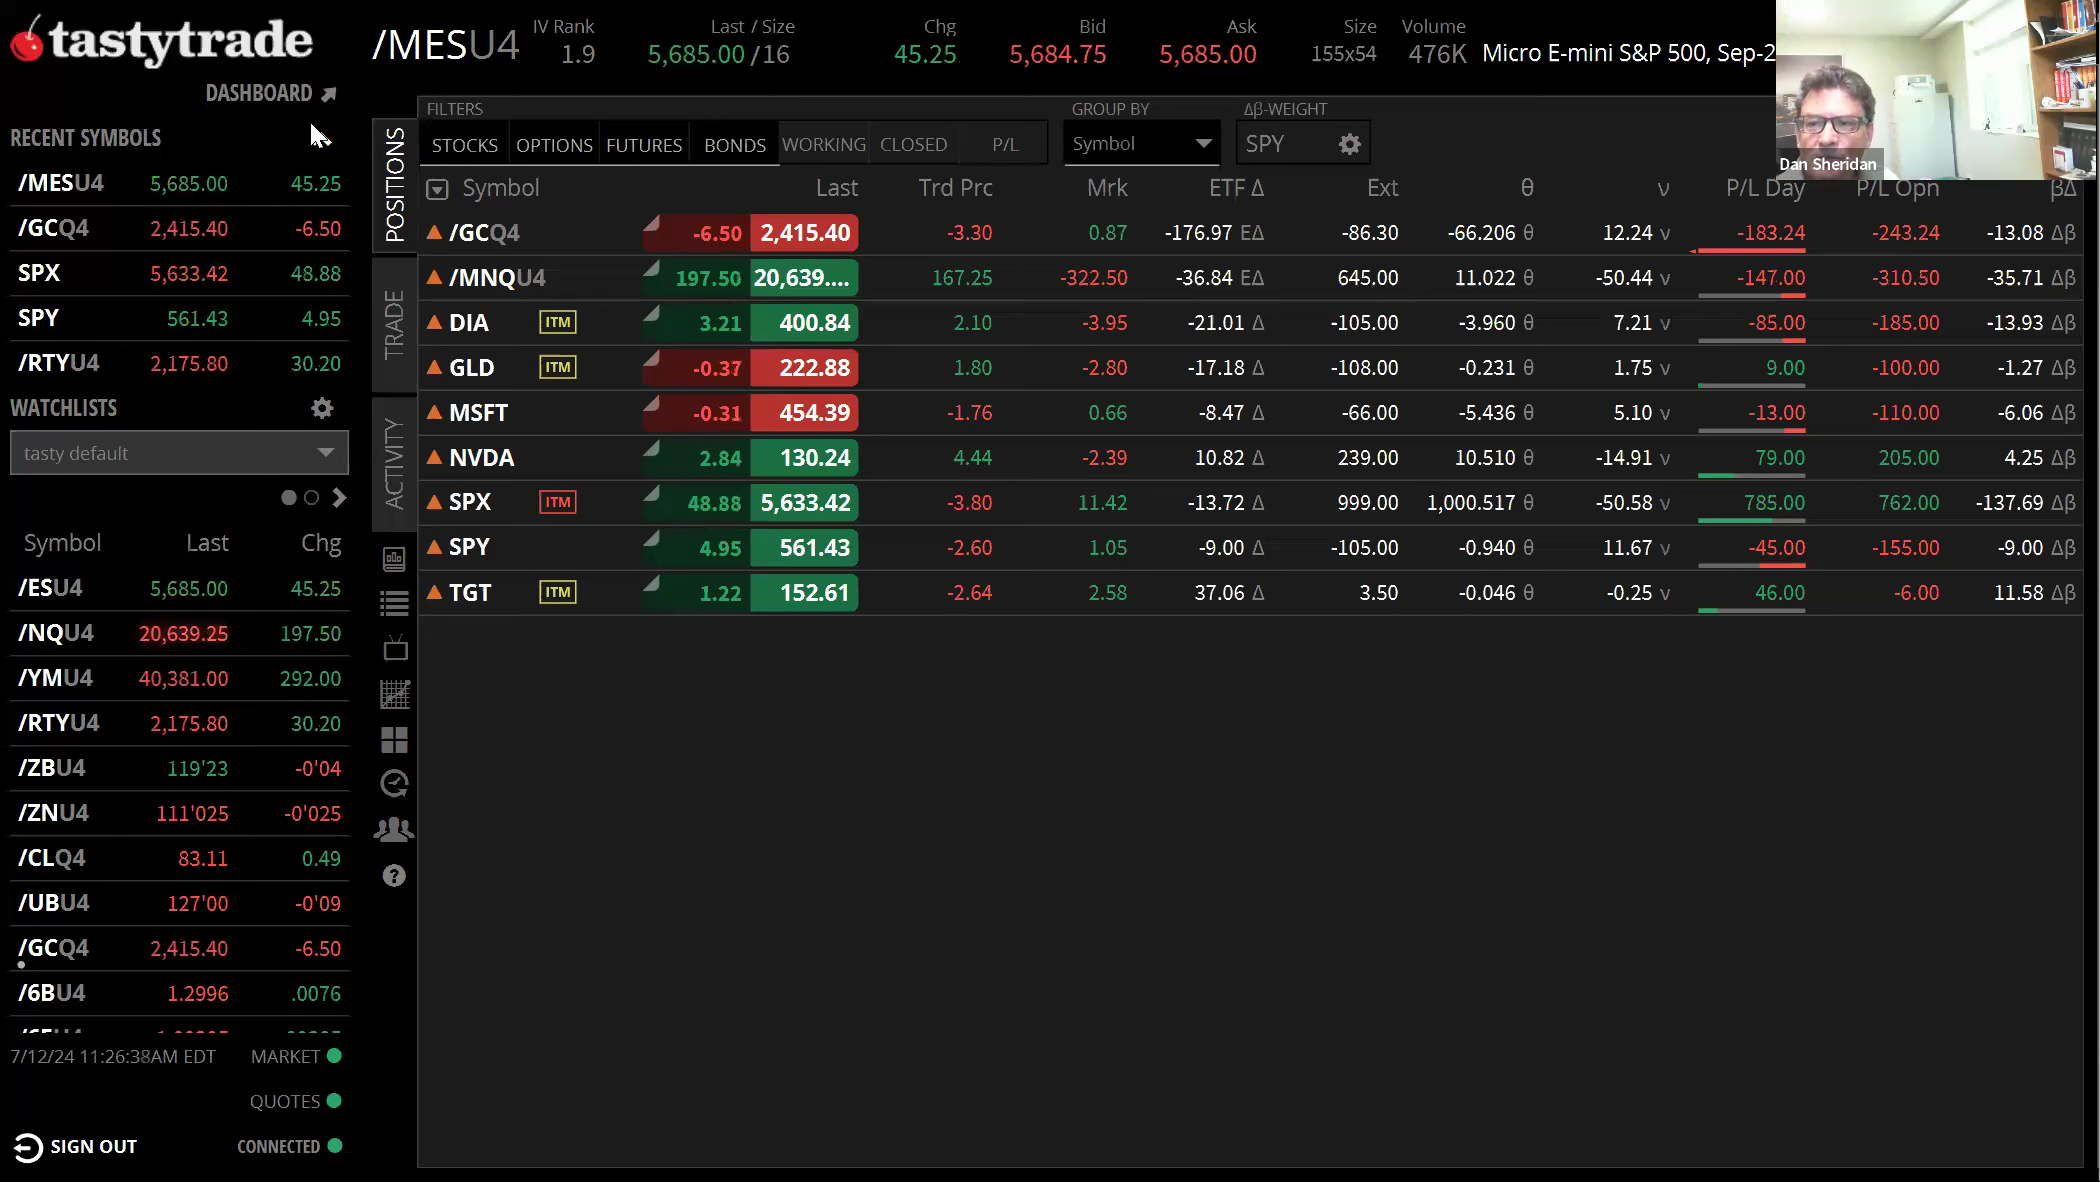 tastytrade
DASHBOARD
RECENT SYMBOLS
/MESU4 5,685.00 45.25
/GCQ4 2,415.40 -6.50
SPX 5,633.42 48.88
SPY 561.43 4.95
/RTYU4 2,175.80 30.20
WATCHLISTS
tasty default
Symbol Last Chg
/ESU4 5,685.00 45.25
/NQU4 20,639.25 197.50
/YMU4 40,381.00 292.00
/RTYU4 2,175.80 30.20
/ZBU4 119'23 -0'04
/ZNU4 111'025 -0'025
/CLQ4 83.11 0.49
/UBU4 127'00 -0'09
/GCQ4 2,415.40 -6.50
/6BU4 1.2996 .0076
7/12/24 11:26:38AM EDT MARKET
QUOTES
SIGN OUT CONNECTED
/MESU4 IV Rank Last / Size Chg Bid Ask Size Volume
1.9 5,685.00 /16 45.25 5,684.75 5,685.00 155x54 476K Micro E-mini S&P 500, Sep-2
Dan Sheridan
POSITIONS
TRADE
ACTIVITY
FILTERS GROUP BY Δβ-WEIGHT
STOCKS OPTIONS FUTURES BONDS WORKING CLOSED P/L Symbol SPY
Symbol Last Trd Prc Mrk ETF Δ Ext θ ν P/L Day P/L Opn βΔ
/GCQ4 -6.50 2,415.40 -3.30 0.87 -176.97 EΔ -86.30 -66.206 θ 12.24 ν -183.24 -243.24 -13.08 Δβ
/MNQU4 197.50 20,639.... 167.25 -322.50 -36.84 EΔ 645.00 11.022 θ -50.44 ν -147.00 -310.50 -35.71 Δβ
DIA ITM 3.21 400.84 2.10 -3.95 -21.01 Δ -105.00 -3.960 θ 7.21 ν -85.00 -185.00 -13.93 Δβ
GLD ITM -0.37 222.88 1.80 -2.80 -17.18 Δ -108.00 -0.231 θ 1.75 ν 9.00 -100.00 -1.27 Δβ
MSFT -0.31 454.39 -1.76 0.66 -8.47 Δ -66.00 -5.436 θ 5.10 ν -13.00 -110.00 -6.06 Δβ
NVDA 2.84 130.24 4.44 -2.39 10.82 Δ 239.00 10.510 θ -14.91 ν 79.00 205.00 4.25 Δβ
SPX ITM 48.88 5,633.42 -3.80 11.42 -13.72 Δ 999.00 1,000.517 θ -50.58 ν 785.00 762.00 -137.69 Δβ
SPY 4.95 561.43 -2.60 1.05 -9.00 Δ -105.00 -0.940 θ 11.67 ν -45.00 -155.00 -9.00 Δβ
TGT ITM 1.22 152.61 -2.64 2.58 37.06 Δ 3.50 -0.046 θ -0.25 ν 46.00 -6.00 11.58 Δβ